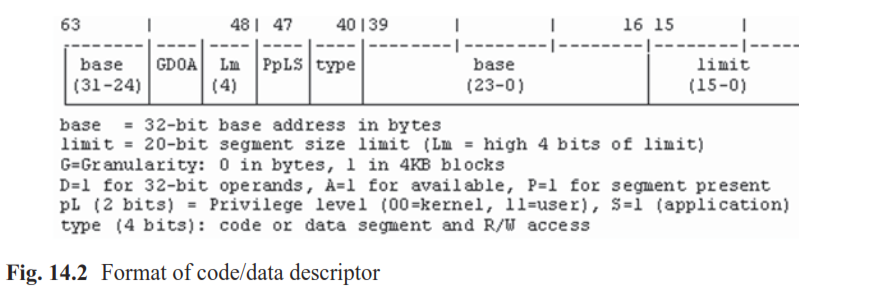 63 | 48| 47 40|39 | | 16 15 |
base GDOA Lm PpLS type base limit
(31-24) (4) (23-0) (15-0)
base = 32-bit base address in bytes
limit = 20-bit segment size limit (Lm = high 4 bits of limit)
G=Granularity: 0 in bytes, 1 in 4KB blocks
D=1 for 32-bit operands, A=1 for available, P=1 for segment present
pL (2 bits) = Privilege level (00=kernel, 11=user), S=1 (application)
type (4 bits): code or data segment and R/W access
Fig. 14.2 Format of code/data descriptor